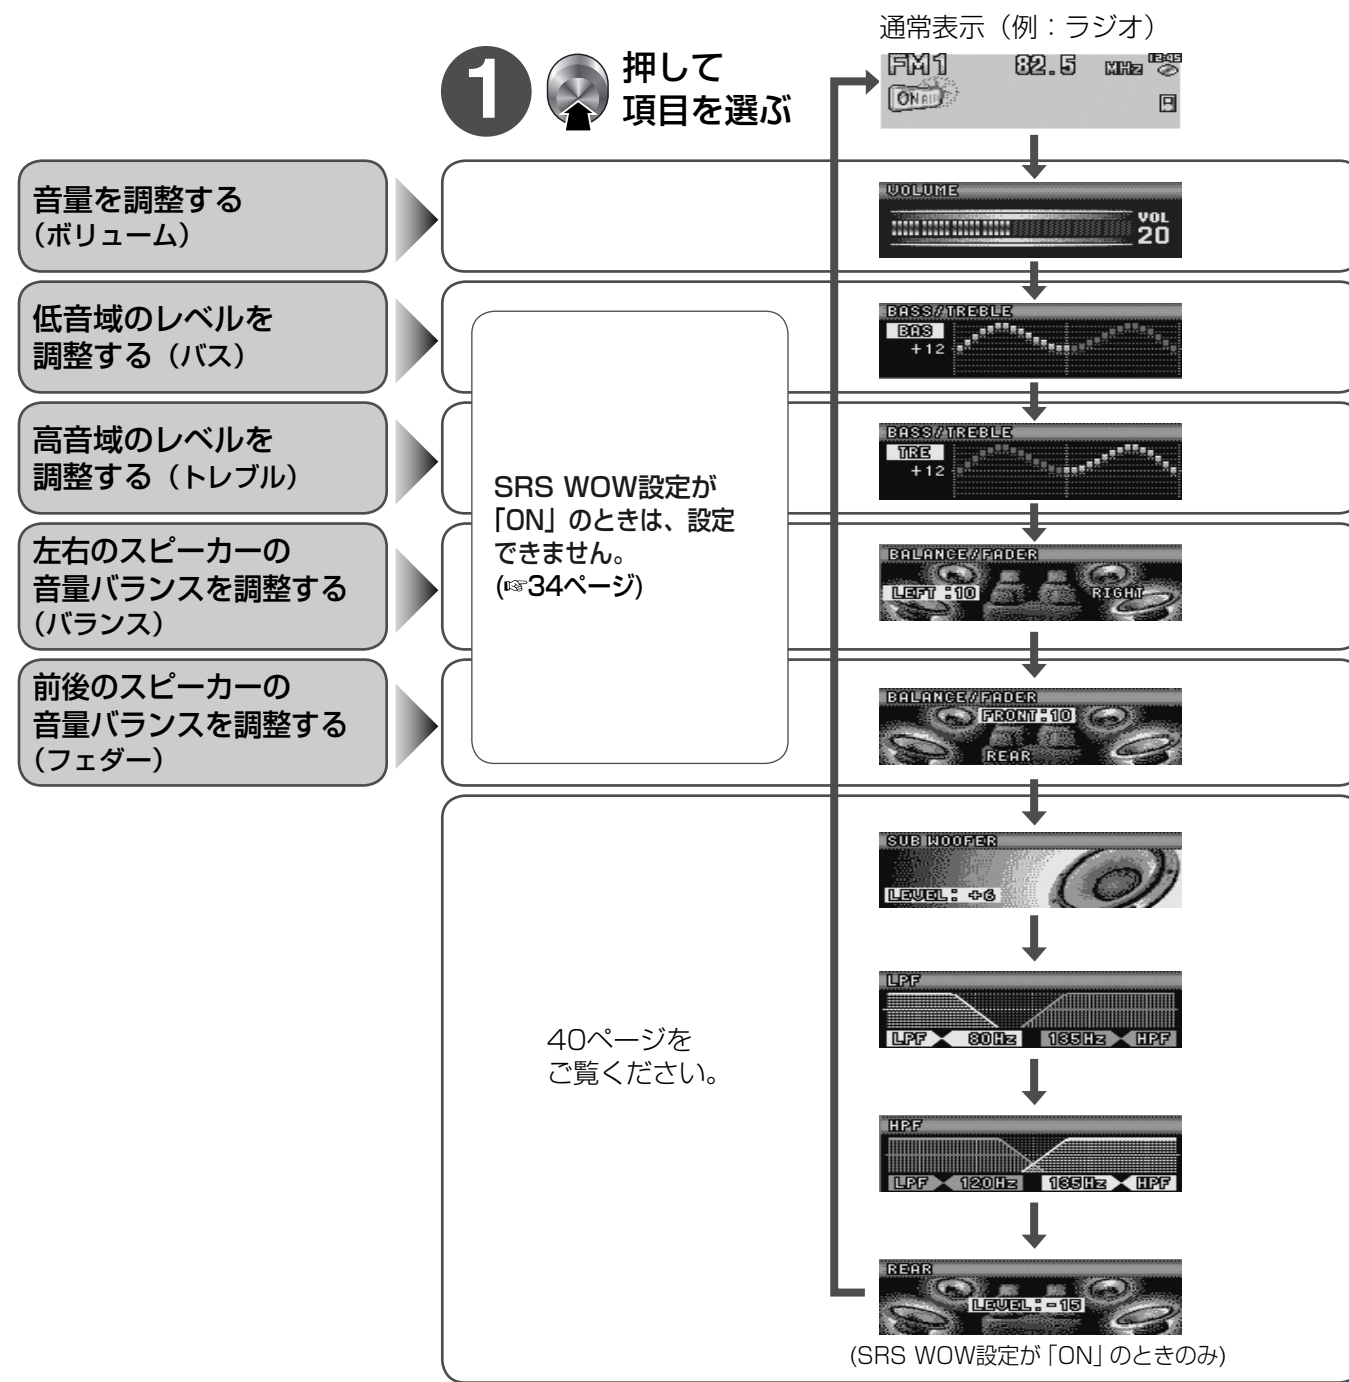 通常表示（例：ラジオ）
1
押して
項目を選ぶ
FM1 82.5 MHz 12:45
ON AIR
音量を調整する
（ボリューム）
VOLUME
VOL
20
低音域のレベルを
調整する（バス）
BASS/TREBLE
BAS
+12
高音域のレベルを
調整する（トレブル）
BASS/TREBLE
TRE
+12
SRS WOW設定が
「ON」のときは、設定
できません。
(☞34ページ)
左右のスピーカーの
音量バランスを調整する
（バランス）
BALANCE/FADER
LEFT :10 RIGHT
前後のスピーカーの
音量バランスを調整する
（フェダー）
BALANCE/FADER
FRONT:10
REAR
SUB WOOFER
LEVEL: +6
LPF
LPF 80Hz 135Hz HPF
40ページを
ご覧ください。
HPF
LPF 120Hz 135Hz HPF
REAR
LEVEL:-15
(SRS WOW設定が「ON」のときのみ)